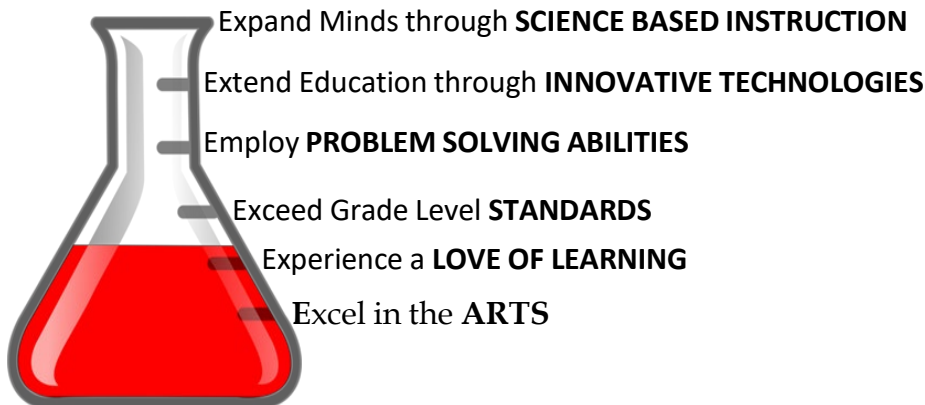 Expand Minds through SCIENCE BASED INSTRUCTION
Extend Education through INNOVATIVE TECHNOLOGIES
Employ PROBLEM SOLVING ABILITIES
Exceed Grade Level STANDARDS
Experience a LOVE OF LEARNING
Excel in the ARTS